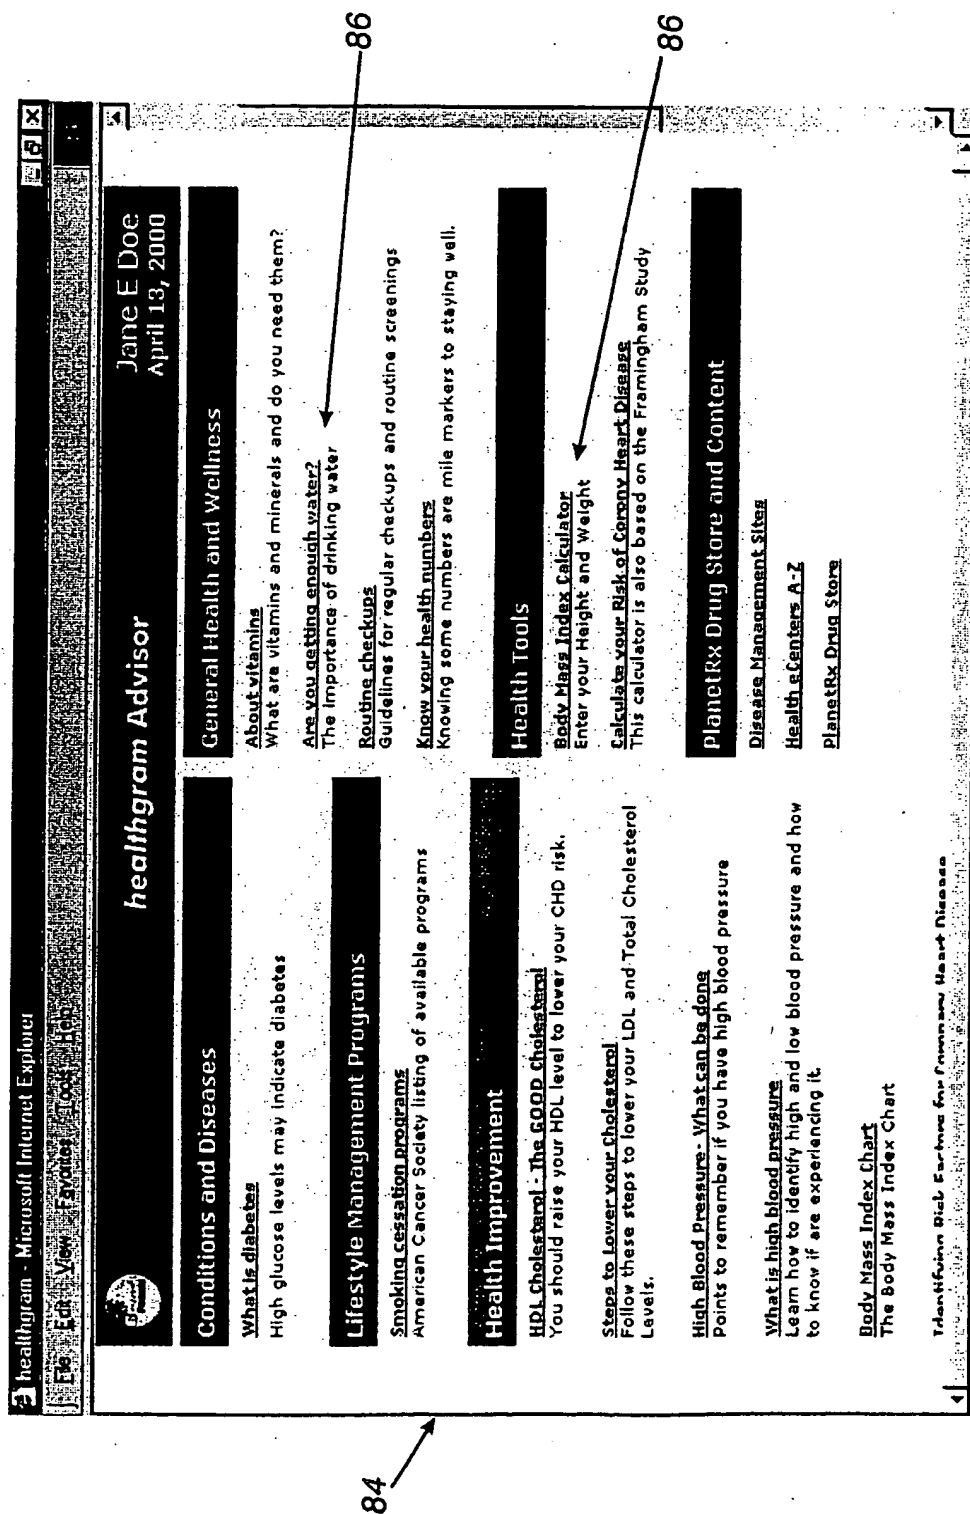 healthgram - Microsoft Internet Explorer
File Edit View Favorites Tools Help
healthgram Advisor
Jane E Doe
April 13, 2000
Conditions and Diseases
What is diabetes
High glucose levels may indicate diabetes
Lifestyle Management Programs
Smoking cessation programs
American Cancer Society listing of available programs
Health Improvement
HDL Cholesterol - The GOOD Cholesterol
You should raise your HDL level to lower your CHD risk.
Steps to Lower your Cholesterol
Follow these steps to lower your LDL and Total Cholesterol
Levels.
High Blood Pressure - What can be done
Points to remember if you have high blood pressure
What is high blood pressure
Learn how to identify high and low blood pressure and how
to know if are experiencing it.
Body Mass Index Chart
The Body Mass Index Chart
Identifying Risk Factors for Coronary Heart Disease
General Health and Wellness
About vitamins
What are vitamins and minerals and do you need them?
Are you getting enough water?
The Importance of drinking water
Routine checkups
Guidelines for regular checkups and routine screenings
Know your health numbers
Knowing some numbers are mile markers to staying well.
Health Tools
Body Mass Index Calculator
Enter your Height and Weight
Calculate your Risk of Corony Heart Disease
This calculator is also based on the Framingham Study
PlanetRx Drug Store and Content
Disease Management Sites
Health eCenters A-Z
PlanetRx Drug Store
84
86
86